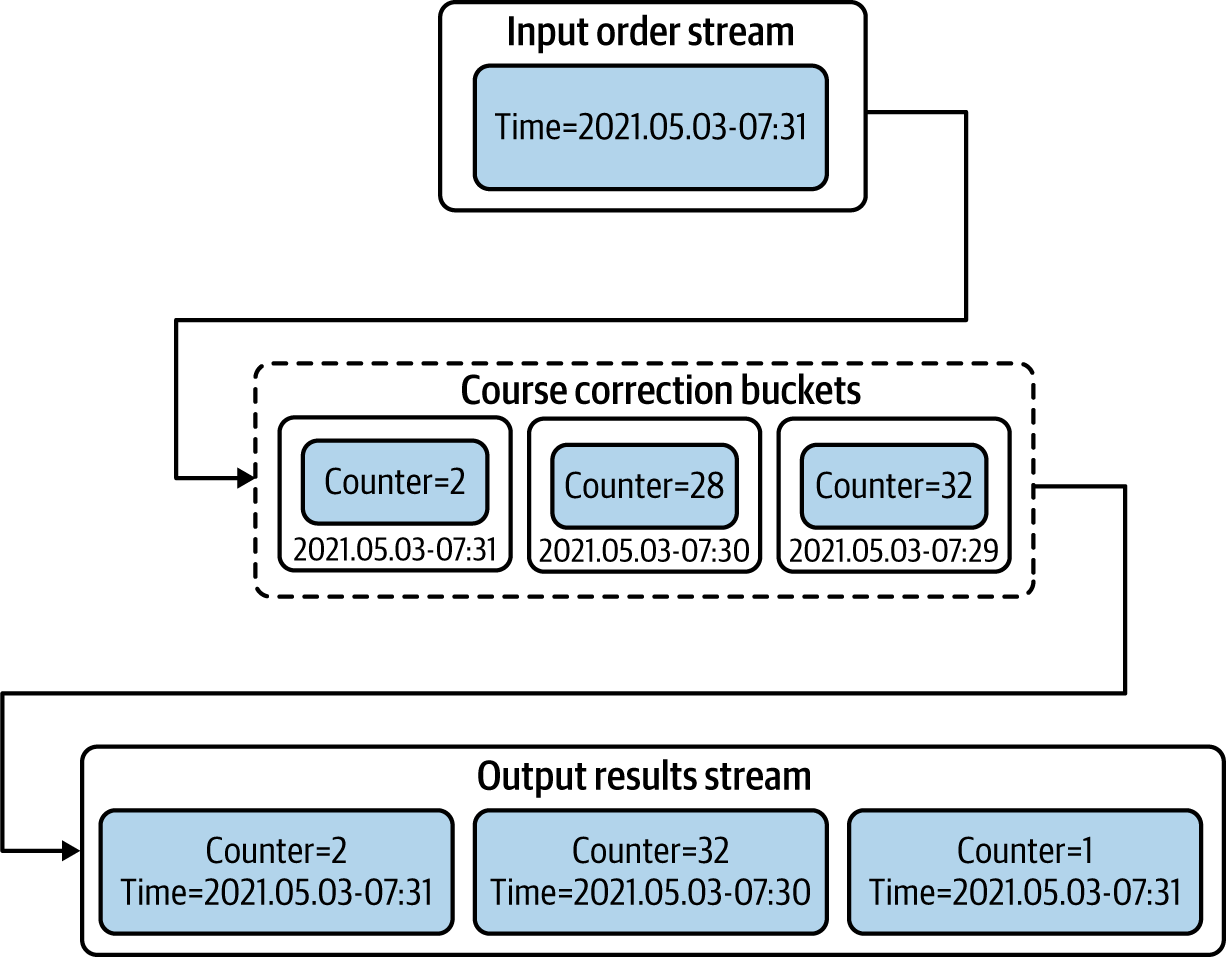 Input order stream
Time=2021.05.03-07:31
Course correction buckets
Counter=2
2021.05.03-07:31
Counter=28
2021.05.03-07:30
Counter=32
2021.05.03-07:29
Output results stream
Counter=2
Time=2021.05.03-07:31
Counter=32
Time=2021.05.03-07:30
Counter=1
Time=2021.05.03-07:31